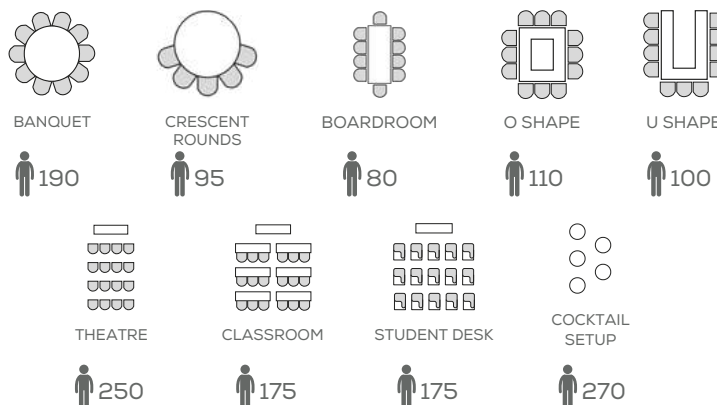 BANQUET
CRESCENT
ROUNDS
BOARDROOM
O SHAPE
U SHAPE
190
95
80
110
100
THEATRE
CLASSROOM
STUDENT DESK
COCKTAIL
SETUP
250
175
175
270